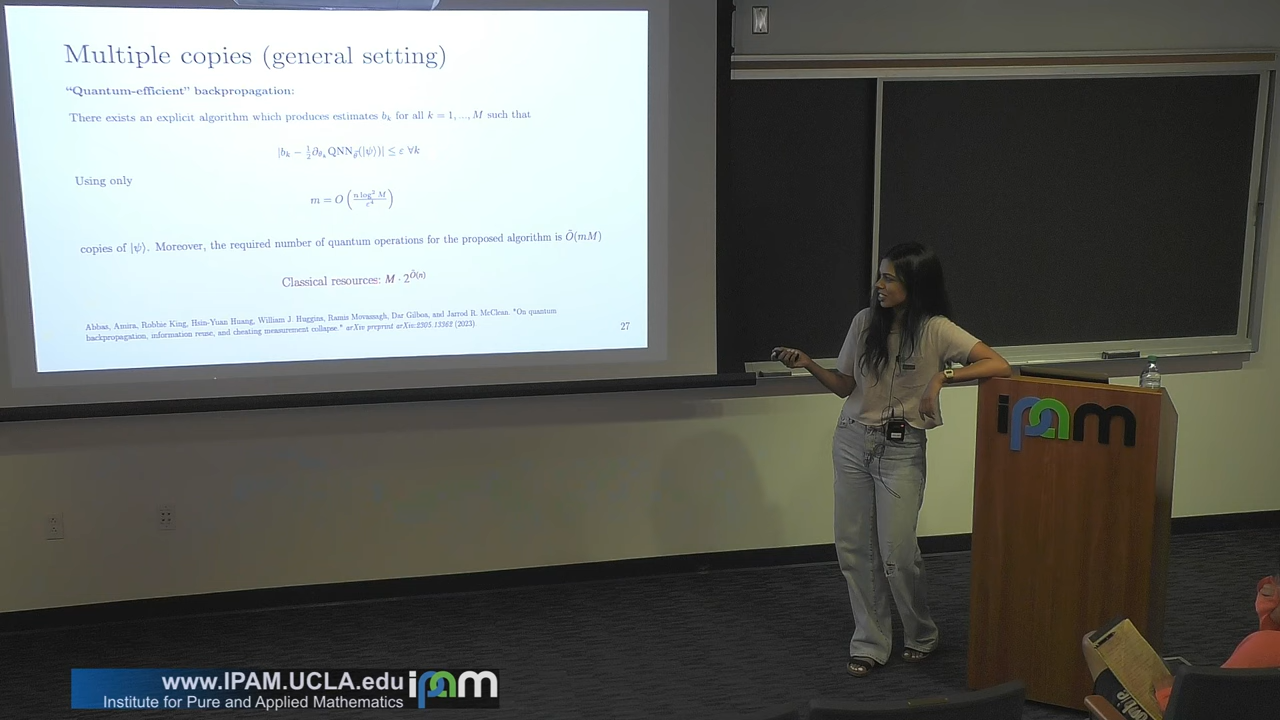 Multiple copies (general setting)
“Quantum-efficient” backpropagation:
There exists an explicit algorithm which produces estimates b_k for all k = 1, ..., M such that
|b_k − ½∂_{θ_k} QNN_{θ⃗}(|ψ⟩)| ≤ ε ∀k
Using only
m = O(n log² M / ε⁴)
copies of |ψ⟩. Moreover, the required number of quantum operations for the proposed algorithm is Õ(mM)
Classical resources: M · 2^{Õ(n)}
Abbas, Amira, Robbie King, Hsin-Yuan Huang, William J. Huggins, Ramis Movassagh, Dar Gilboa, and Jarrod R. McClean. "On quantum
backpropagation, information reuse, and cheating measurement collapse." arXiv preprint arXiv:2305.13362 (2023)
27
ipam
www.IPAM.UCLA.edu ipam
Institute for Pure and Applied Mathematics